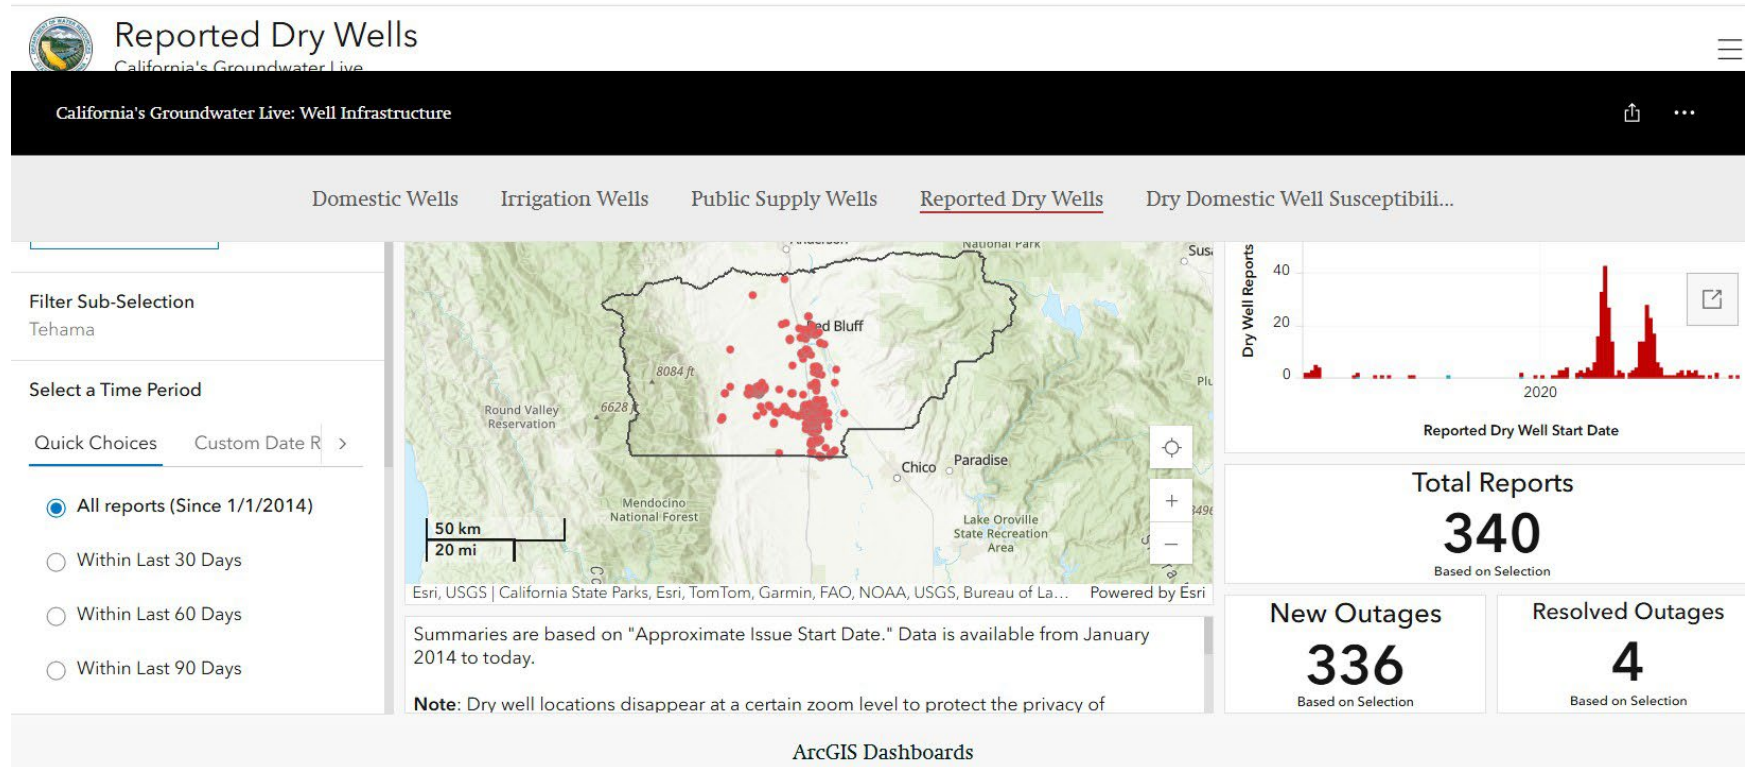 Reported Dry Wells
California's Groundwater Live
California's Groundwater Live: Well Infrastructure
Domestic Wells
Irrigation Wells
Public Supply Wells
Reported Dry Wells
Dry Domestic Well Susceptibili...
Filter Sub-Selection
Tehama
Select a Time Period
Quick Choices
Custom Date R
All reports (Since 1/1/2014)
Within Last 30 Days
Within Last 60 Days
Within Last 90 Days
National Park
Red Bluff
8084 ft
Round Valley
Reservation
6628
Chico
Paradise
Mendocino
National Forest
Lake Oroville
State Recreation
Area
50 km
20 mi
Esri, USGS | California State Parks, Esri, TomTom, Garmin, FAO, NOAA, USGS, Bureau of La...
Powered by Esri
Summaries are based on "Approximate Issue Start Date." Data is available from January
2014 to today.
Note: Dry well locations disappear at a certain zoom level to protect the privacy of
Dry Well Reports
40
20
0
2020
Reported Dry Well Start Date
Total Reports
340
Based on Selection
New Outages
336
Based on Selection
Resolved Outages
4
Based on Selection
ArcGIS Dashboards